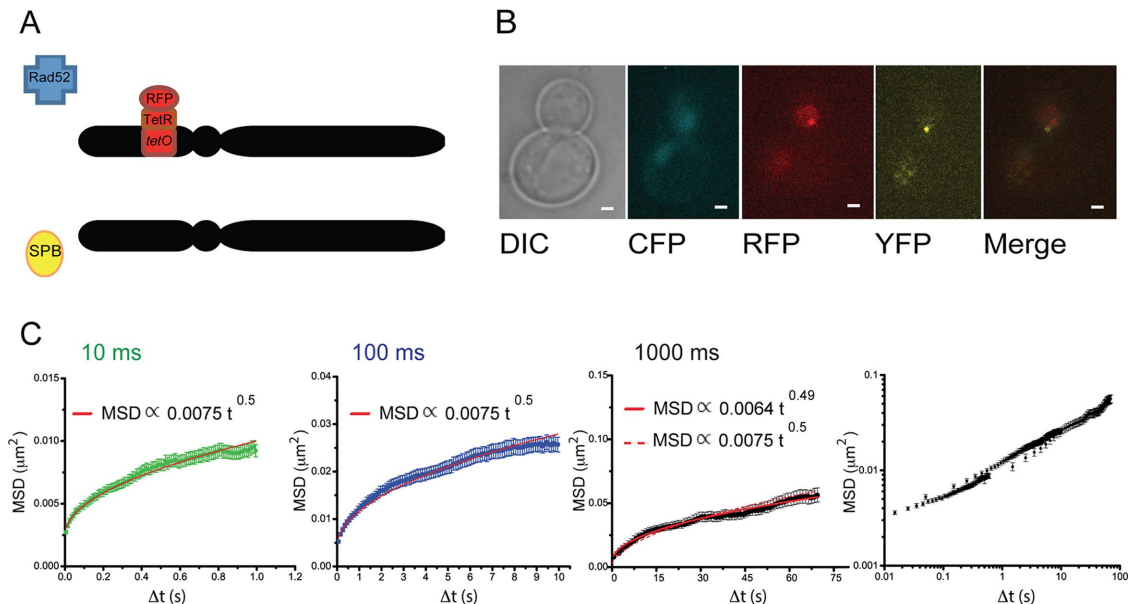 A
Rad52
RFP
TetR
tetO
SPB
B
DIC CFP RFP YFP Merge
C
10 ms
MSD ∝ 0.0075 t^0.5
MSD (μm²)
0.015
0.010
0.005
0.000
0.0 0.2 0.4 0.6 0.8 1.0 1.2
Δt (s)
100 ms
MSD ∝ 0.0075 t^0.5
MSD (μm²)
0.04
0.03
0.02
0.01
0.00
0 1 2 3 4 5 6 7 8 9 10
Δt (s)
1000 ms
MSD ∝ 0.0064 t^0.49
MSD ∝ 0.0075 t^0.5
MSD (μm²)
0.15
0.10
0.05
0.00
0 15 30 45 60 75
Δt (s)
MSD (μm²)
0.1
0.01
0.001
0.01 0.1 1 10 100
Δt (s)